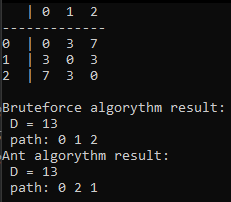 | 0 1 2
-------------
0 | 0 3 7
1 | 3 0 3
2 | 7 3 0
Bruteforce algorythm result:
D = 13
path: 0 1 2
Ant algorythm result:
D = 13
path: 0 2 1